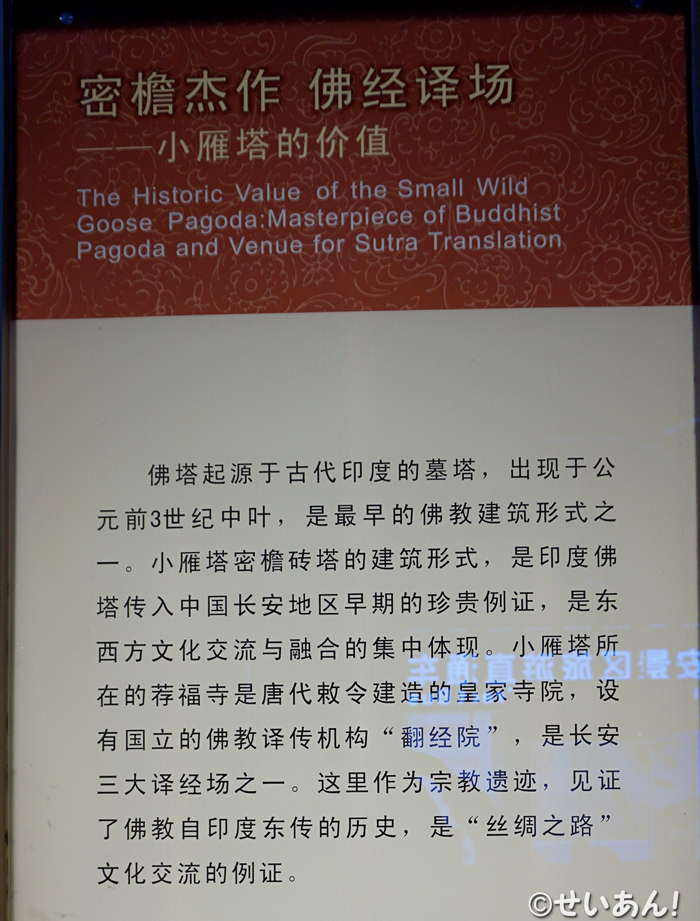 密檐杰作 佛经译场
——小雁塔的价值
The Historic Value of the Small Wild
Goose Pagoda:Masterpiece of Buddhist
Pagoda and Venue for Sutra Translation
佛塔起源于古代印度的墓塔，出现于公
元前3世纪中叶，是最早的佛教建筑形式之
一。小雁塔密檐砖塔的建筑形式，是印度佛
塔传入中国长安地区早期的珍贵例证，是东
西方文化交流与融合的集中体现。小雁塔所
在的荐福寺是唐代敕令建造的皇家寺院，设
有国立的佛教译传机构“翻经院”，是长安
三大译经场之一。这里作为宗教遗迹，见证
了佛教自印度东传的历史，是“丝绸之路”
文化交流的例证。
安景区旅游直通车
©せいあん!